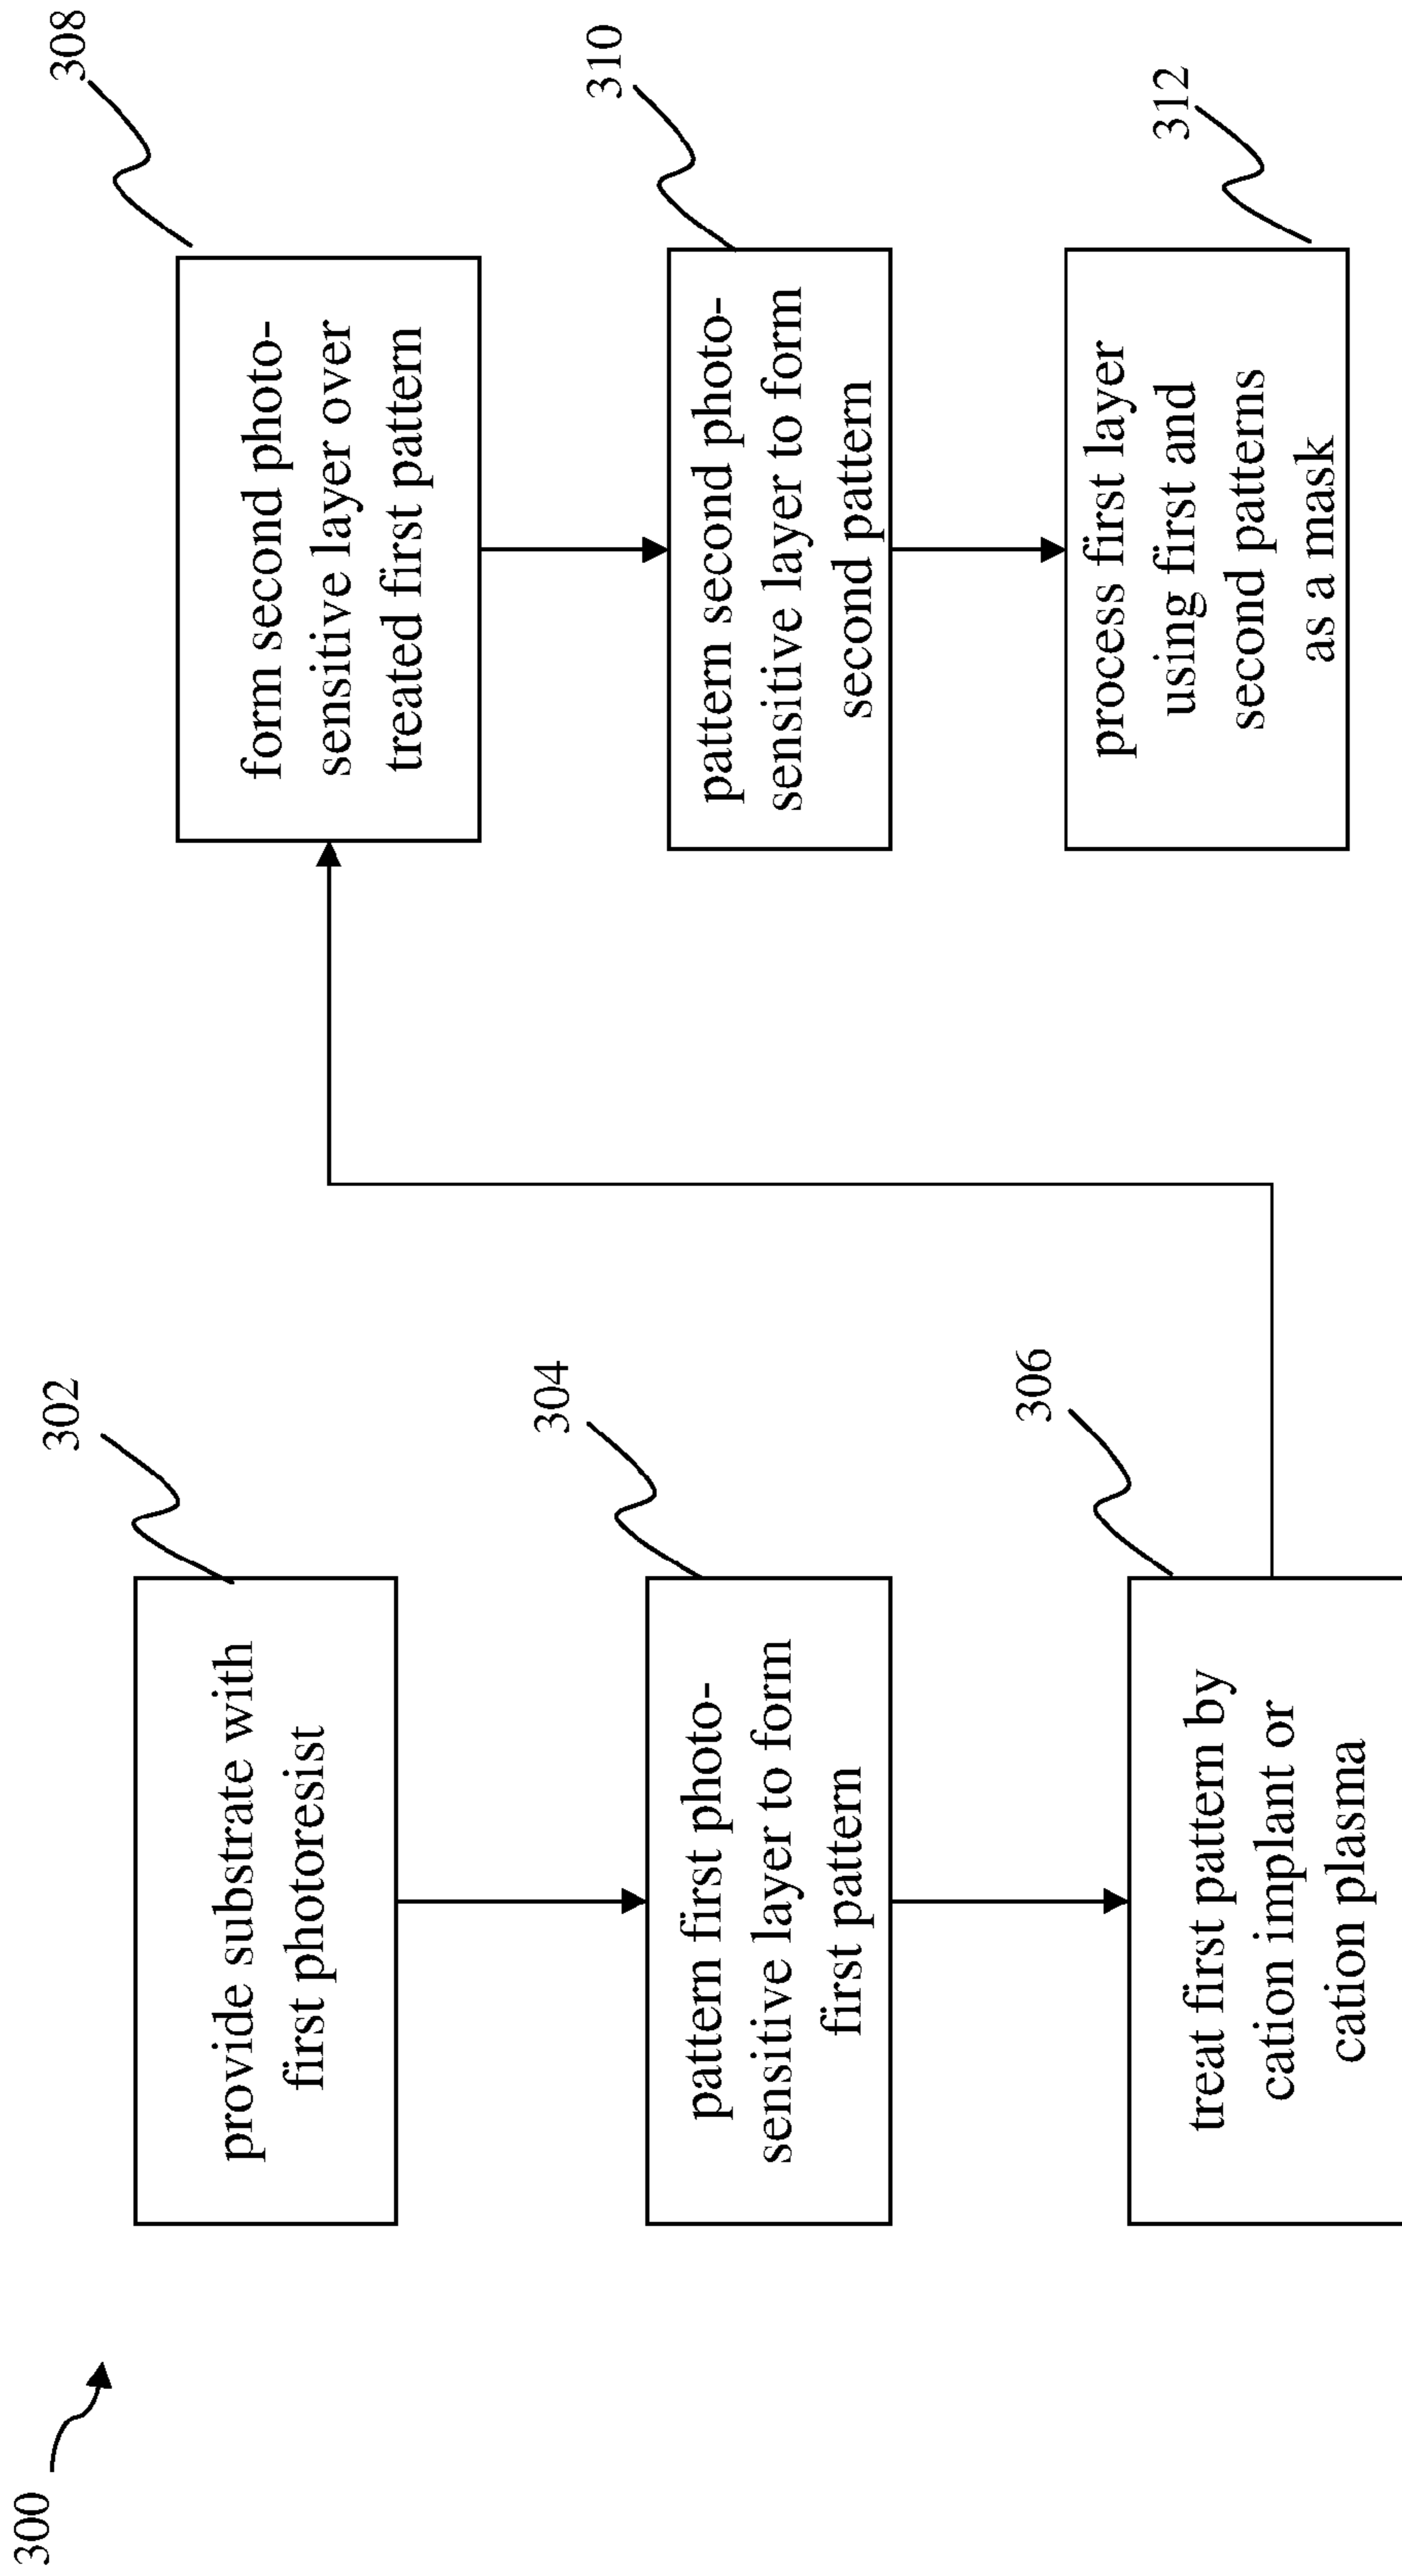 300
302
provide substrate with
first photoresist
304
pattern first photo-
sensitive layer to form
first pattern
306
treat first pattern by
cation implant or
cation plasma
308
form second photo-
sensitive layer over
treated first pattern
310
pattern second photo-
sensitive layer to form
second pattern
312
process first layer
using first and
second patterns
as a mask